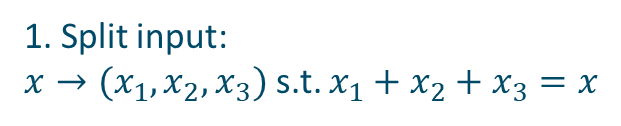 1. Split input:
𝑥 → (𝑥₁, 𝑥₂, 𝑥₃) s.t. 𝑥₁ + 𝑥₂ + 𝑥₃ = 𝑥